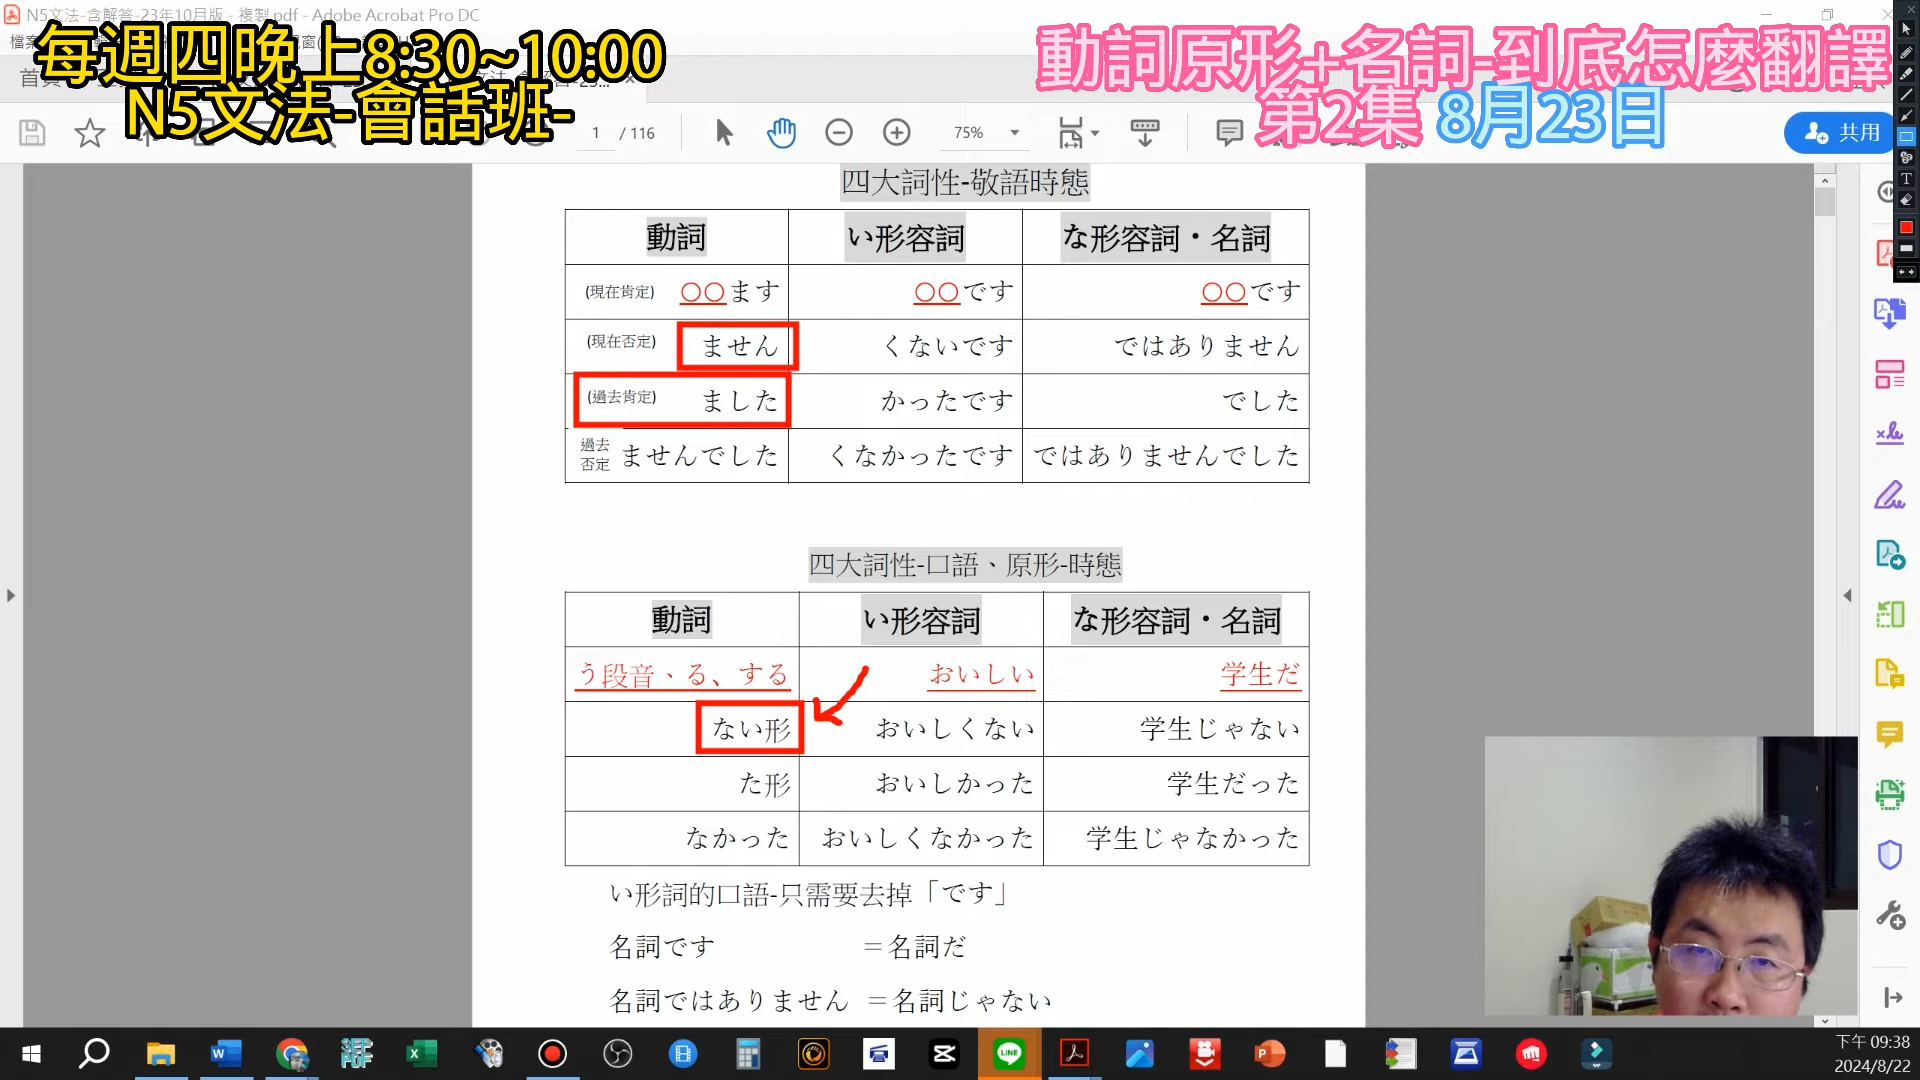 N5文法-含解答-23年10月版 - 複製.pdf - Adobe Acrobat Pro DC
每週四晚上8:30~10:00
N5文法-會話班-
動詞原形+名詞-到底怎麼翻譯
第2集 8月23日
1 / 116
75%
共用
四大詞性-敬語時態
動詞 い形容詞 な形容詞・名詞
(現在肯定) 〇〇ます 〇〇です 〇〇です
(現在否定) ません くないです ではありません
(過去肯定) ました かったです でした
過去否定 ませんでした くなかったです ではありませんでした
四大詞性-口語、原形-時態
動詞 い形容詞 な形容詞・名詞
う段音、る、する おいしい 学生だ
ない形 おいしくない 学生じゃない
た形 おいしかった 学生だった
なかった おいしくなかった 学生じゃなかった
い形詞的口語-只需要去掉「です」
名詞です ＝名詞だ
名詞ではありません ＝名詞じゃない
下午 09:38
2024/8/22